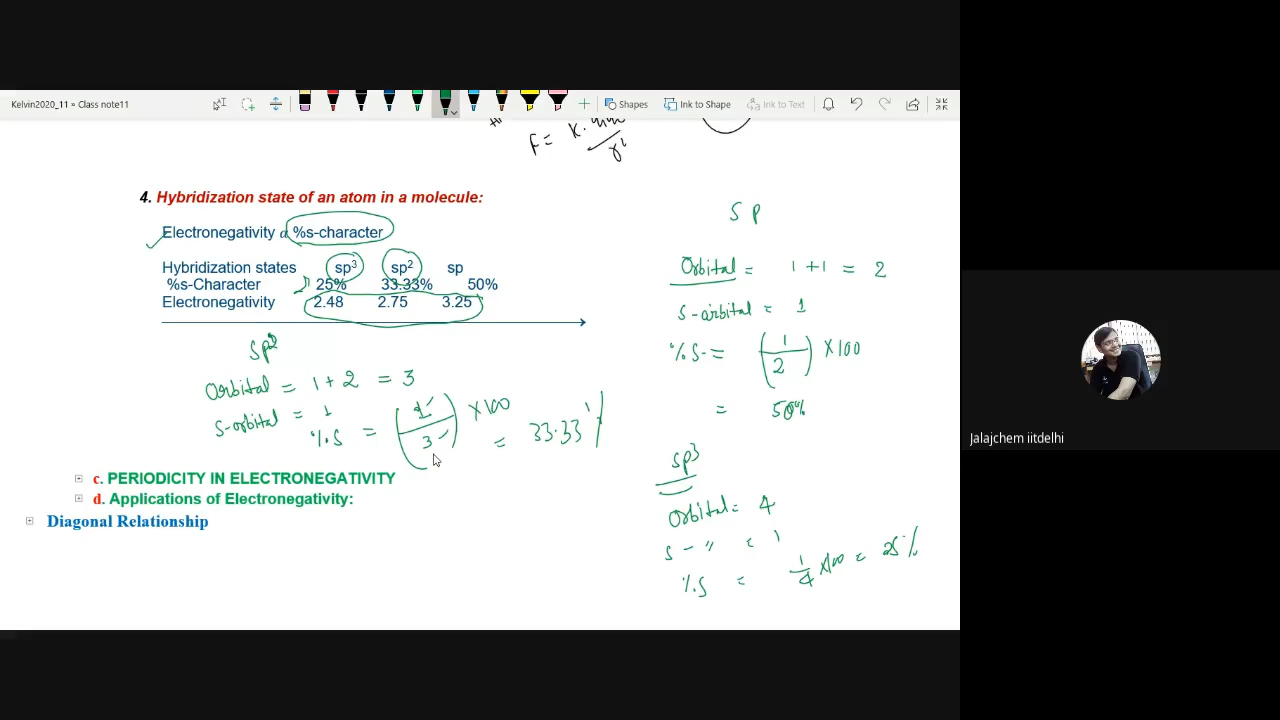 Kelvin2020_11 » Class note11
Shapes
Ink to Shape
Ink to Text
F =
4. Hybridization state of an atom in a molecule:
Electronegativity α %s-character
Hybridization states sp³ sp² sp
%s-Character 25% 33.33% 50%
Electronegativity 2.48 2.75 3.25
sp²
Orbital = 1+2 = 3
s-orbital = 1
%S = (1/3) ×100 = 33.33%
c. PERIODICITY IN ELECTRONEGATIVITY
d. Applications of Electronegativity:
Diagonal Relationship
SP
Orbital = 1+1 = 2
s-orbital = 1
%S = (1/2) ×100
= 50%
sp³
Orbital = 4
s - " = 1
%S = 1/4 ×100 = 25%
Jalajchem iitdelhi